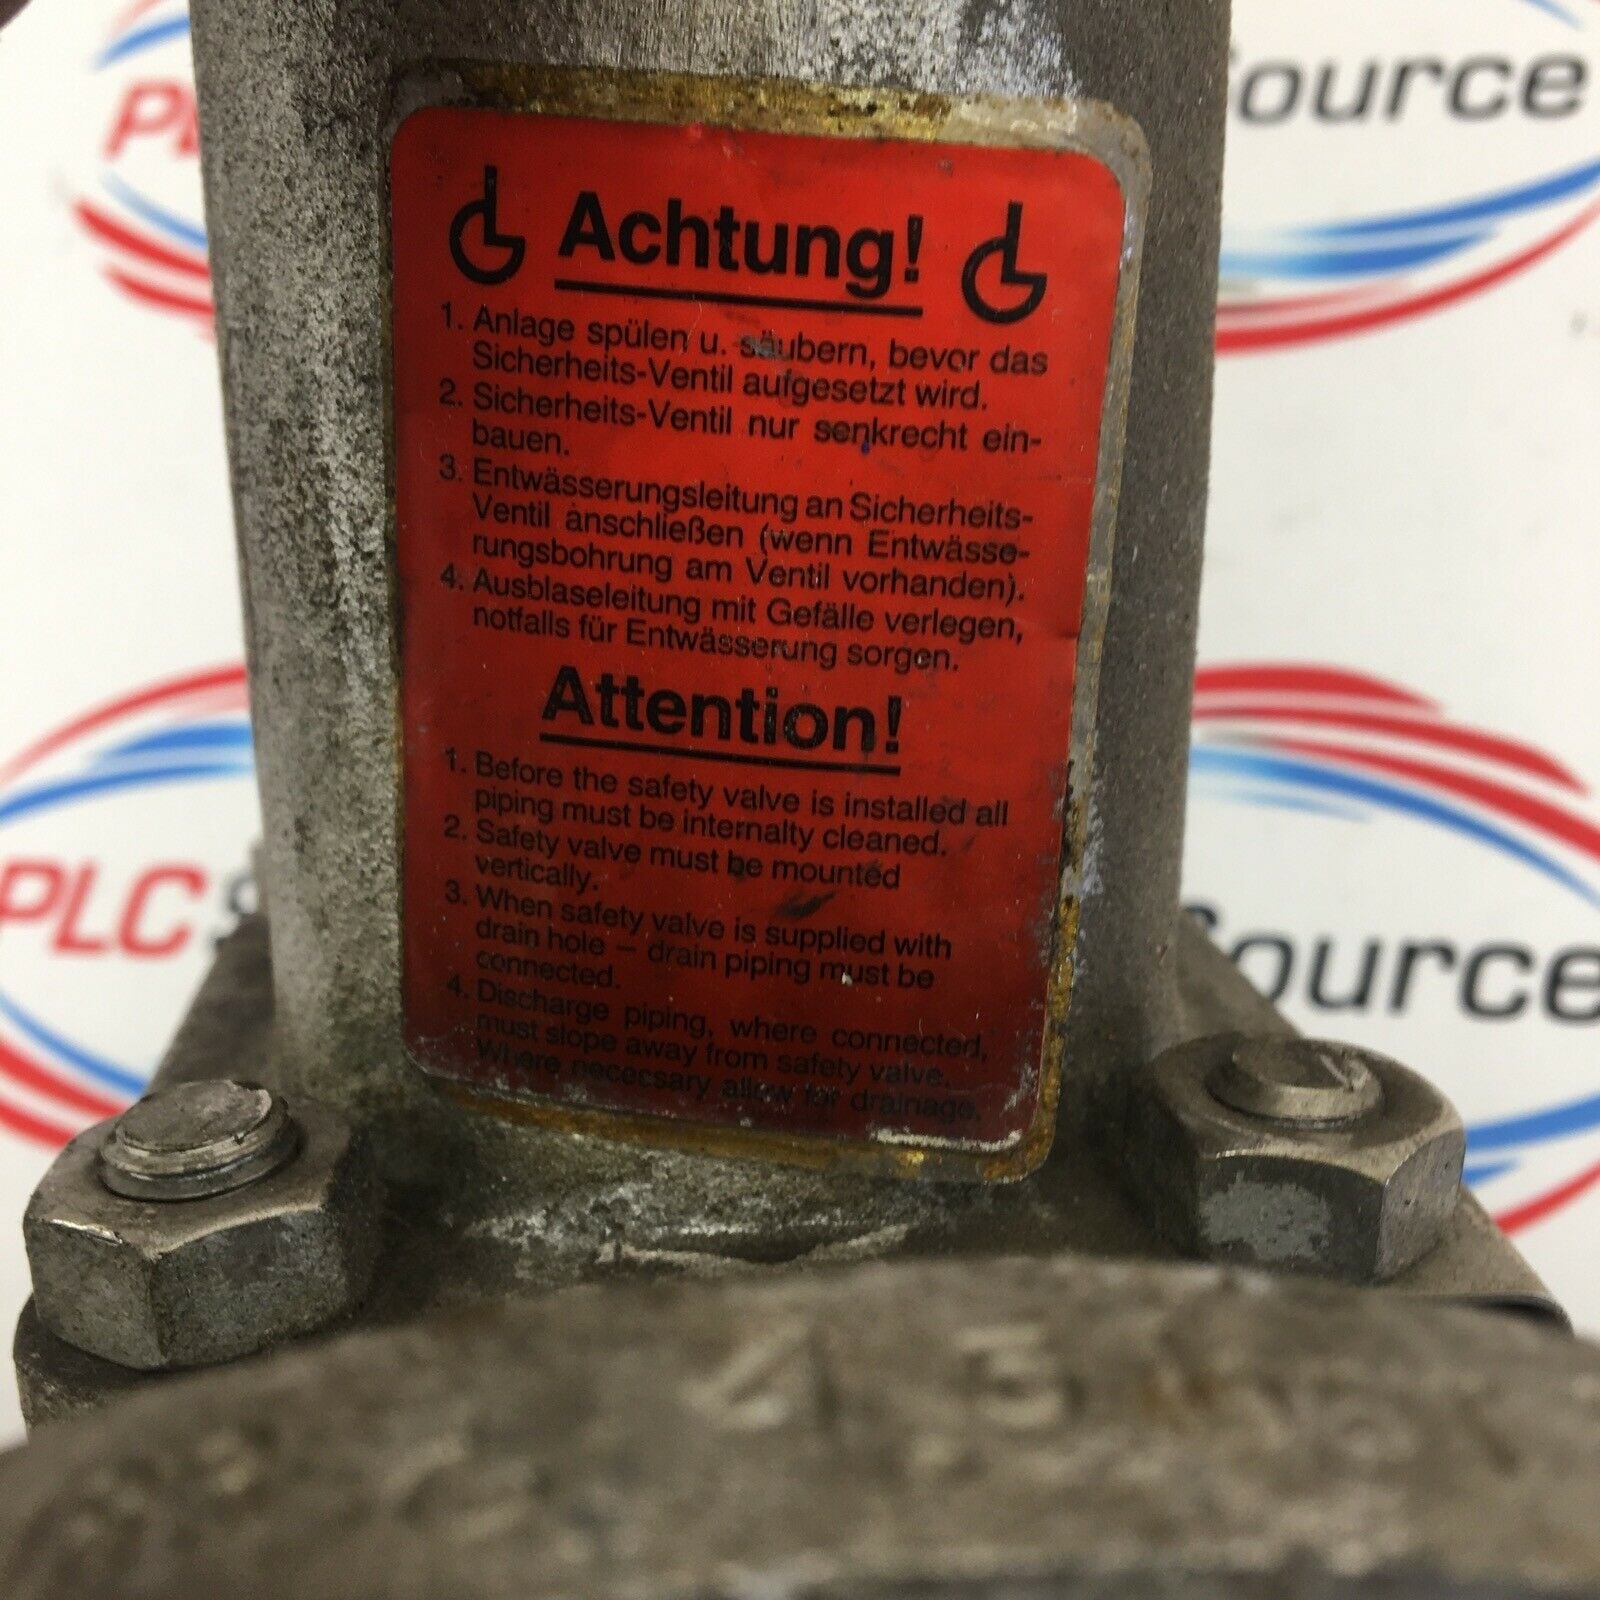 ource
Achtung!
1. Anlage spülen u. säubern, bevor das
Sicherheits-Ventil aufgesetzt wird.
2. Sicherheits-Ventil nur senkrecht ein-
bauen.
3. Entwässerungsleitung an Sicherheits-
Ventil anschließen (wenn Entwässe-
rungsbohrung am Ventil vorhanden).
4. Ausblaseleitung mit Gefälle verlegen,
notfalls für Entwässerung sorgen.
Attention!
1. Before the safety valve is installed all
piping must be internalty cleaned.
2. Safety valve must be mounted
vertically.
3. When safety valve is supplied with
drain hole – drain piping must be
connected.
4. Discharge piping, where connected,
must slope away from safety valve.
Where nececsary allow for drainage.
PLC
ource